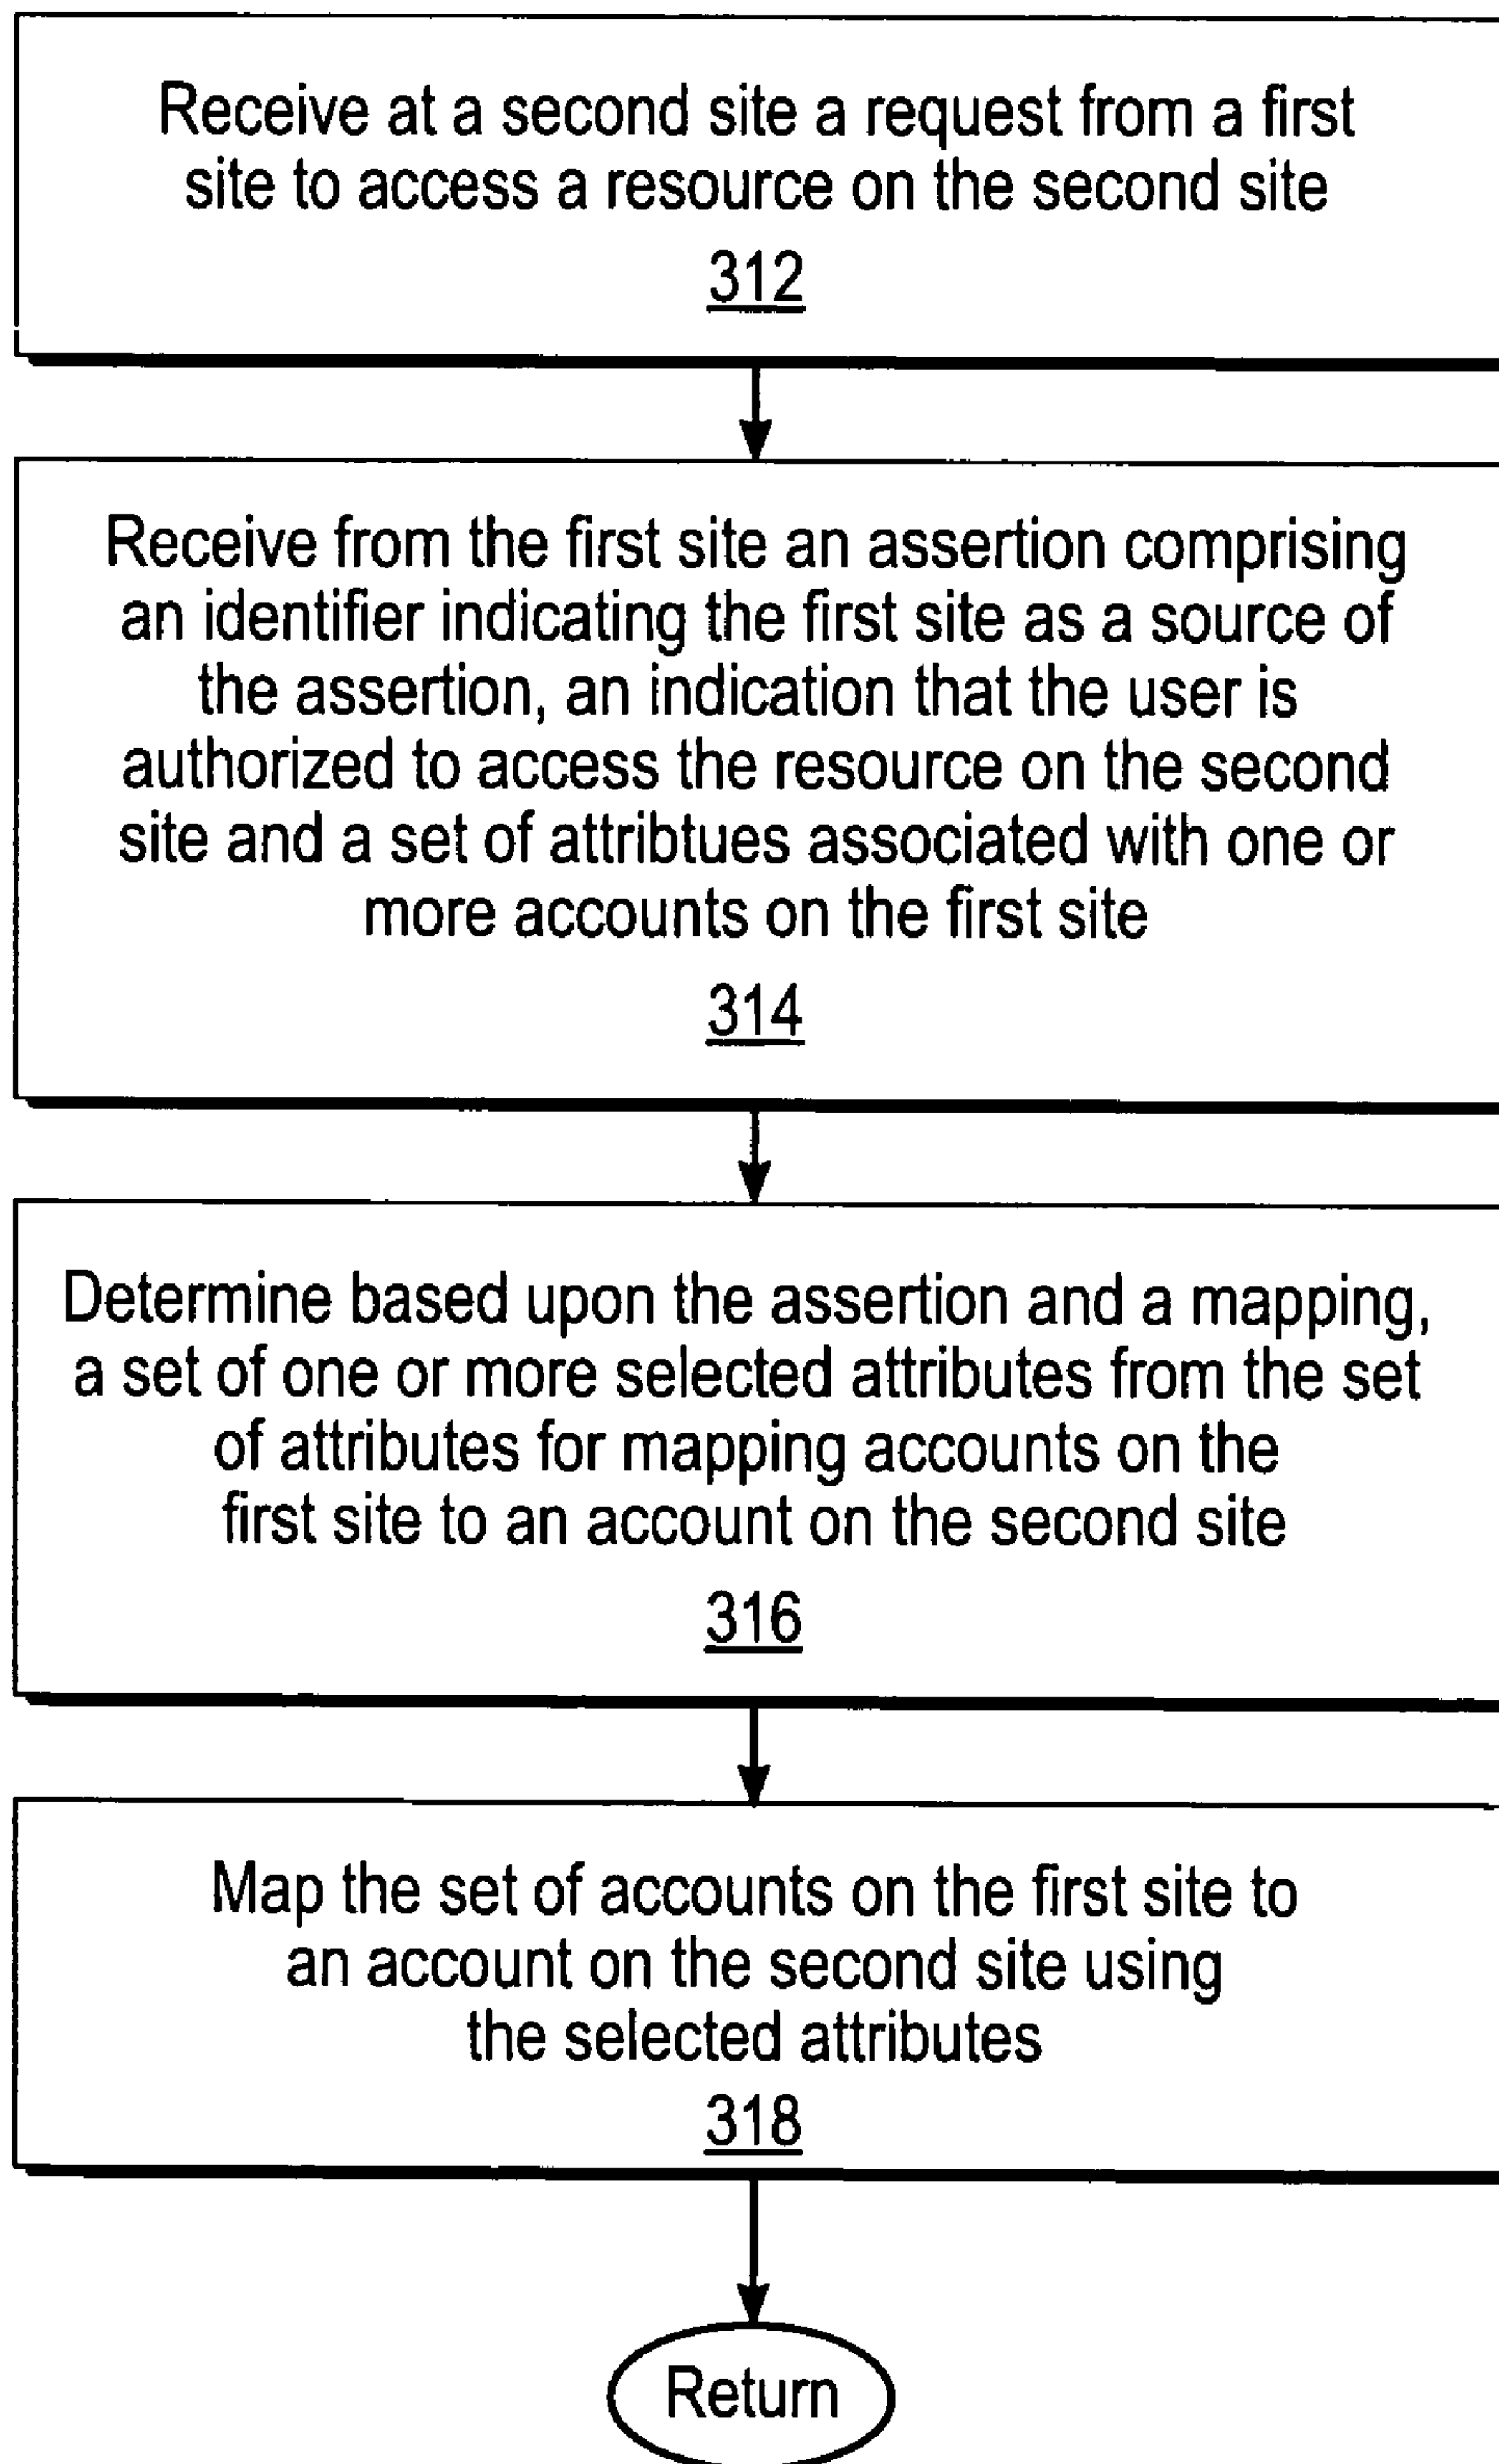 Receive at a second site a request from a first
site to access a resource on the second site
312
Receive from the first site an assertion comprising
an identifier indicating the first site as a source of
the assertion, an indication that the user is
authorized to access the resource on the second
site and a set of attribtues associated with one or
more accounts on the first site
314
Determine based upon the assertion and a mapping,
a set of one or more selected attributes from the set
of attributes for mapping accounts on the
first site to an account on the second site
316
Map the set of accounts on the first site to
an account on the second site using
the selected attributes
318
Return